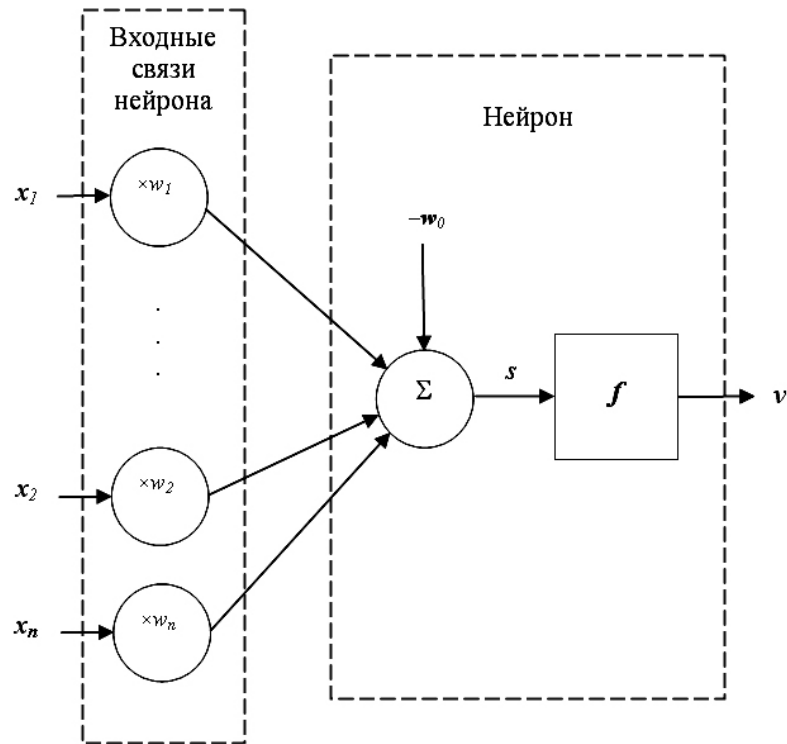 Входные
связи
нейрона
Нейрон
x₁
×w₁
−w₀
.
.
.
Σ
s
f
v
x₂
×w₂
xₙ
×wₙ